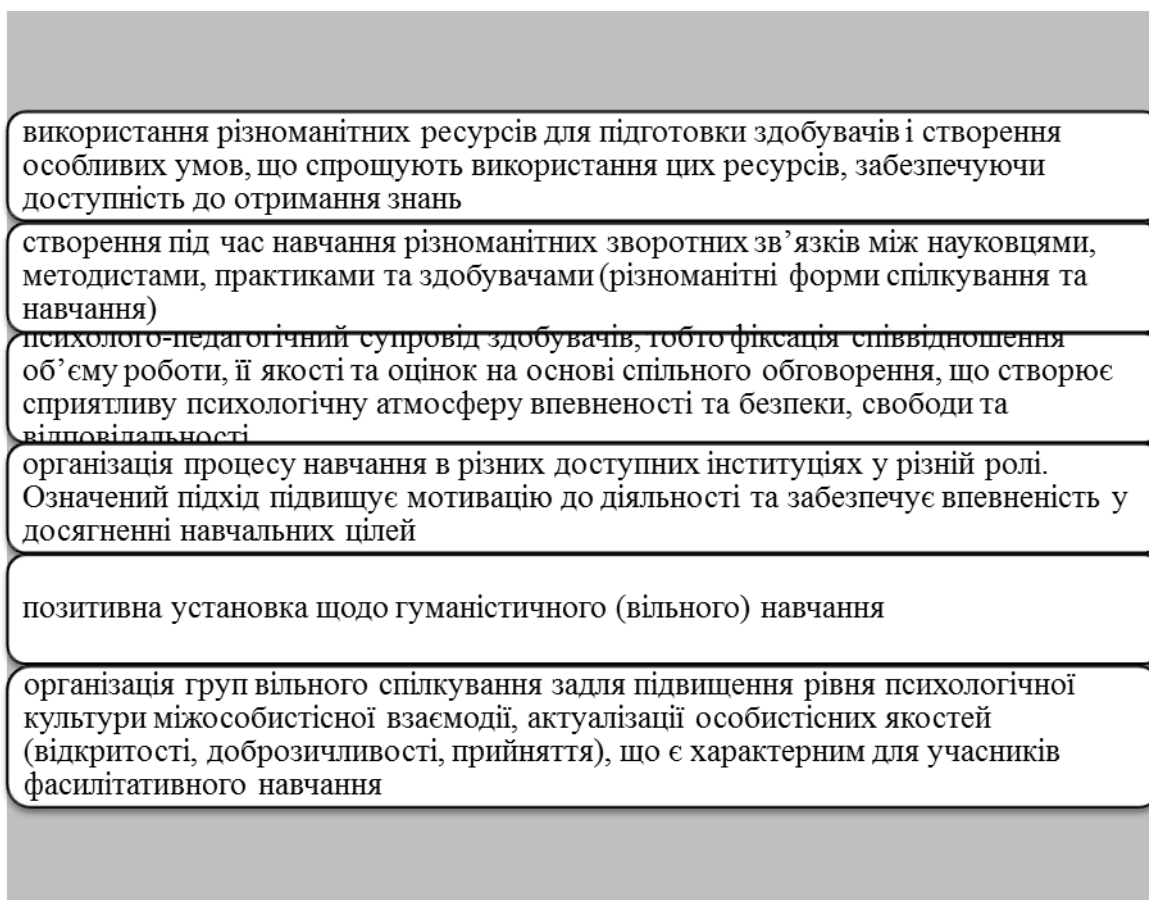 використання різноманітних ресурсів для підготовки здобувачів і створення
особливих умов, що спрощують використання цих ресурсів, забезпечуючи
доступність до отримання знань
створення під час навчання різноманітних зворотних зв’язків між науковцями,
методистами, практиками та здобувачами (різноманітні форми спілкування та
навчання)
психолого-педагогічний супровід здобувачів, тобто фіксація співвідношення
об’єму роботи, її якості та оцінок на основі спільного обговорення, що створює
сприятливу психологічну атмосферу впевненості та безпеки, свободи та
відповідальності
організація процесу навчання в різних доступних інституціях у різній ролі.
Означений підхід підвищує мотивацію до діяльності та забезпечує впевненість у
досягненні навчальних цілей
позитивна установка щодо гуманістичного (вільного) навчання
організація груп вільного спілкування задля підвищення рівня психологічної
культури міжособистісної взаємодії, актуалізації особистісних якостей
(відкритості, доброзичливості, прийняття), що є характерним для учасників
фасилітативного навчання